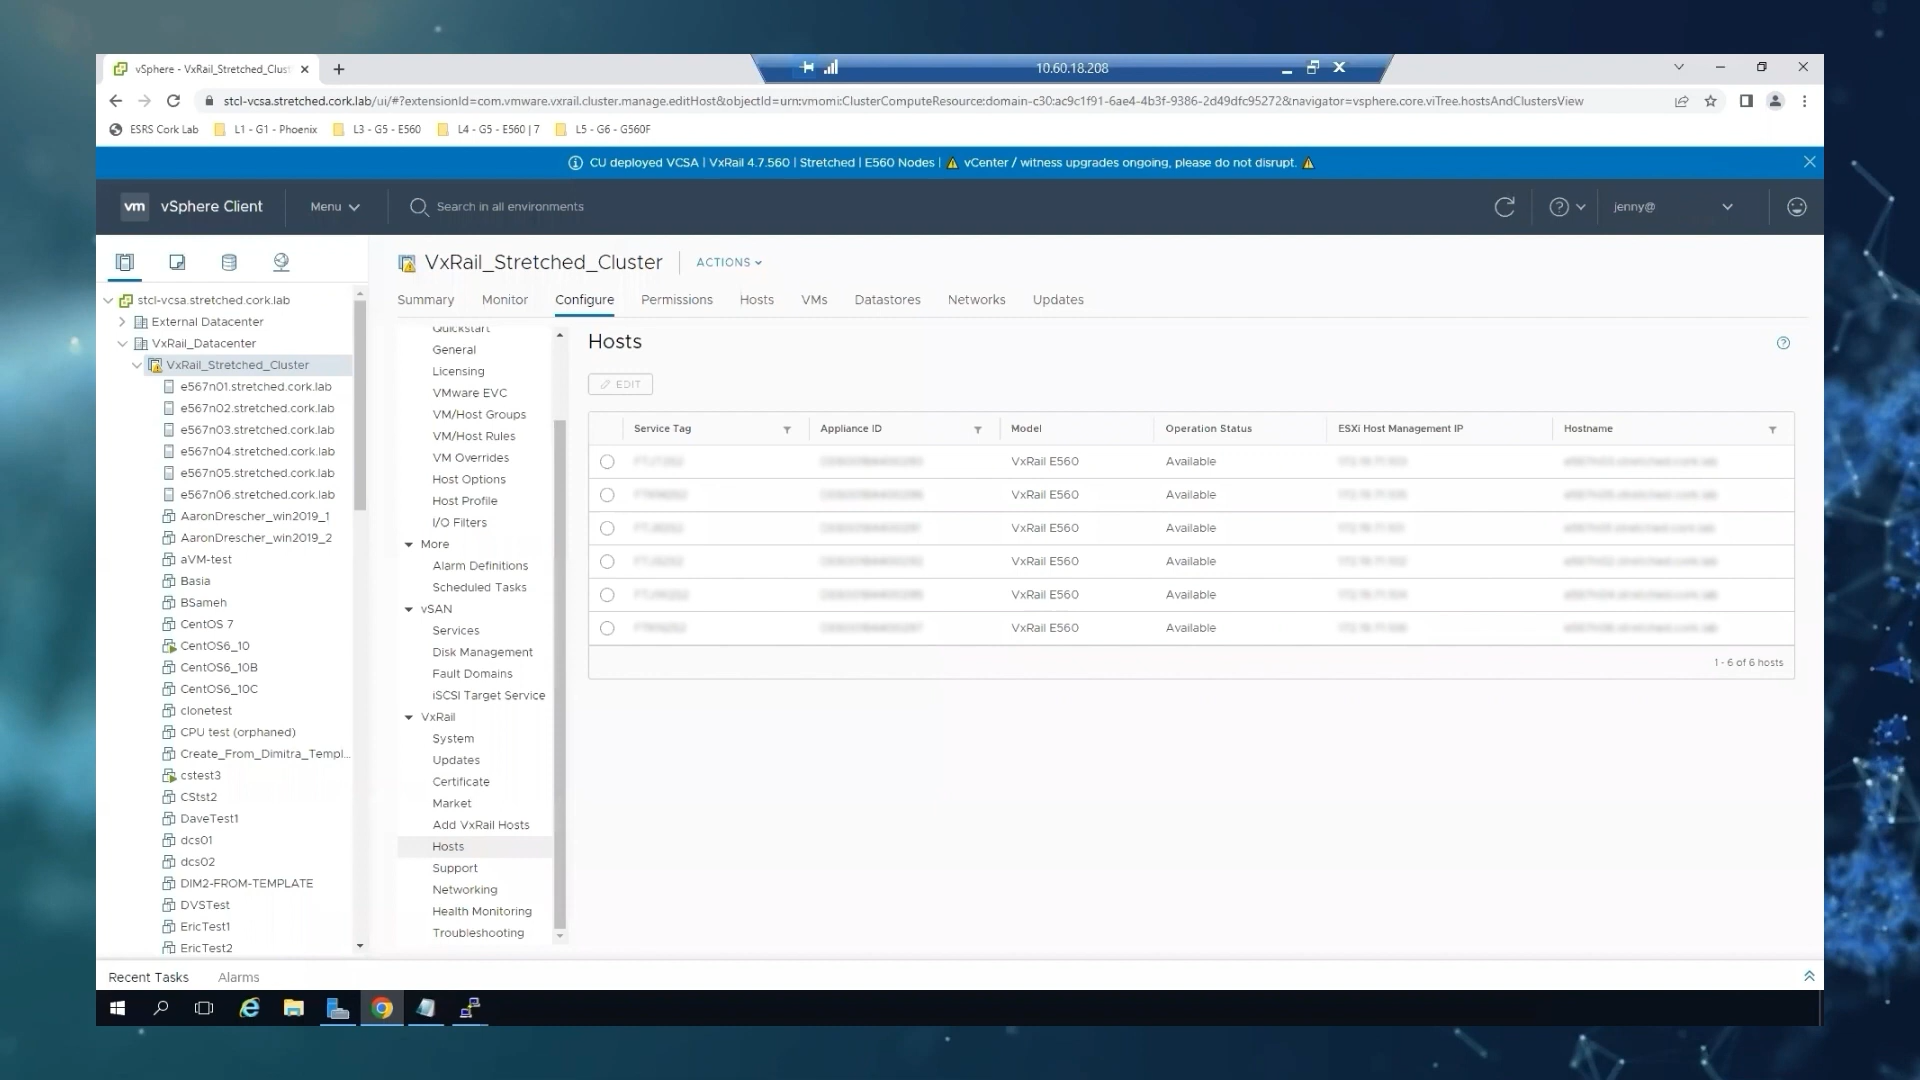 vSphere - VxRail_Stretched_Clust
10.60.18.208
stcl-vcsa.stretched.cork.lab/ui/#?extensionId=com.vmware.vxrail.cluster.manage.editHost&objectId=urn:vmomi:ClusterComputeResource:domain-c30:ac9c1f91-6ae4-4b3f-9386-2d49dfc95272&navigator=vsphere.core.viTree.hostsAndClustersView
ESRS Cork Lab
L1 - G1 - Phoenix
L3 - G5 - E560
L4 - G5 - E560 | 7
L5 - G6 - G560F
CU deployed VCSA | VxRail 4.7.560 | Stretched | E560 Nodes | ⚠ vCenter / witness upgrades ongoing, please do not disrupt. ⚠
vm vSphere Client
Menu
Search in all environments
jenny@
stcl-vcsa.stretched.cork.lab
External Datacenter
VxRail_Datacenter
VxRail_Stretched_Cluster
e567n01.stretched.cork.lab
e567n02.stretched.cork.lab
e567n03.stretched.cork.lab
e567n04.stretched.cork.lab
e567n05.stretched.cork.lab
e567n06.stretched.cork.lab
AaronDrescher_win2019_1
AaronDrescher_win2019_2
aVM-test
Basia
BSameh
CentOS 7
CentOS6_10
CentOS6_10B
CentOS6_10C
clonetest
CPU test (orphaned)
Create_From_Dimitra_Templ...
cstest3
CStst2
DaveTest1
dcs01
dcs02
DIM2-FROM-TEMPLATE
DVSTest
EricTest1
EricTest2
VxRail_Stretched_Cluster
ACTIONS
Summary
Monitor
Configure
Permissions
Hosts
VMs
Datastores
Networks
Updates
Quickstart
General
Licensing
VMware EVC
VM/Host Groups
VM/Host Rules
VM Overrides
Host Options
Host Profile
I/O Filters
More
Alarm Definitions
Scheduled Tasks
vSAN
Services
Disk Management
Fault Domains
iSCSI Target Service
VxRail
System
Updates
Certificate
Market
Add VxRail Hosts
Hosts
Support
Networking
Health Monitoring
Troubleshooting
Hosts
EDIT
Service Tag
Appliance ID
Model
Operation Status
ESXi Host Management IP
Hostname
VxRail E560 Available
VxRail E560 Available
VxRail E560 Available
VxRail E560 Available
VxRail E560 Available
VxRail E560 Available
1 - 6 of 6 hosts
Recent Tasks
Alarms